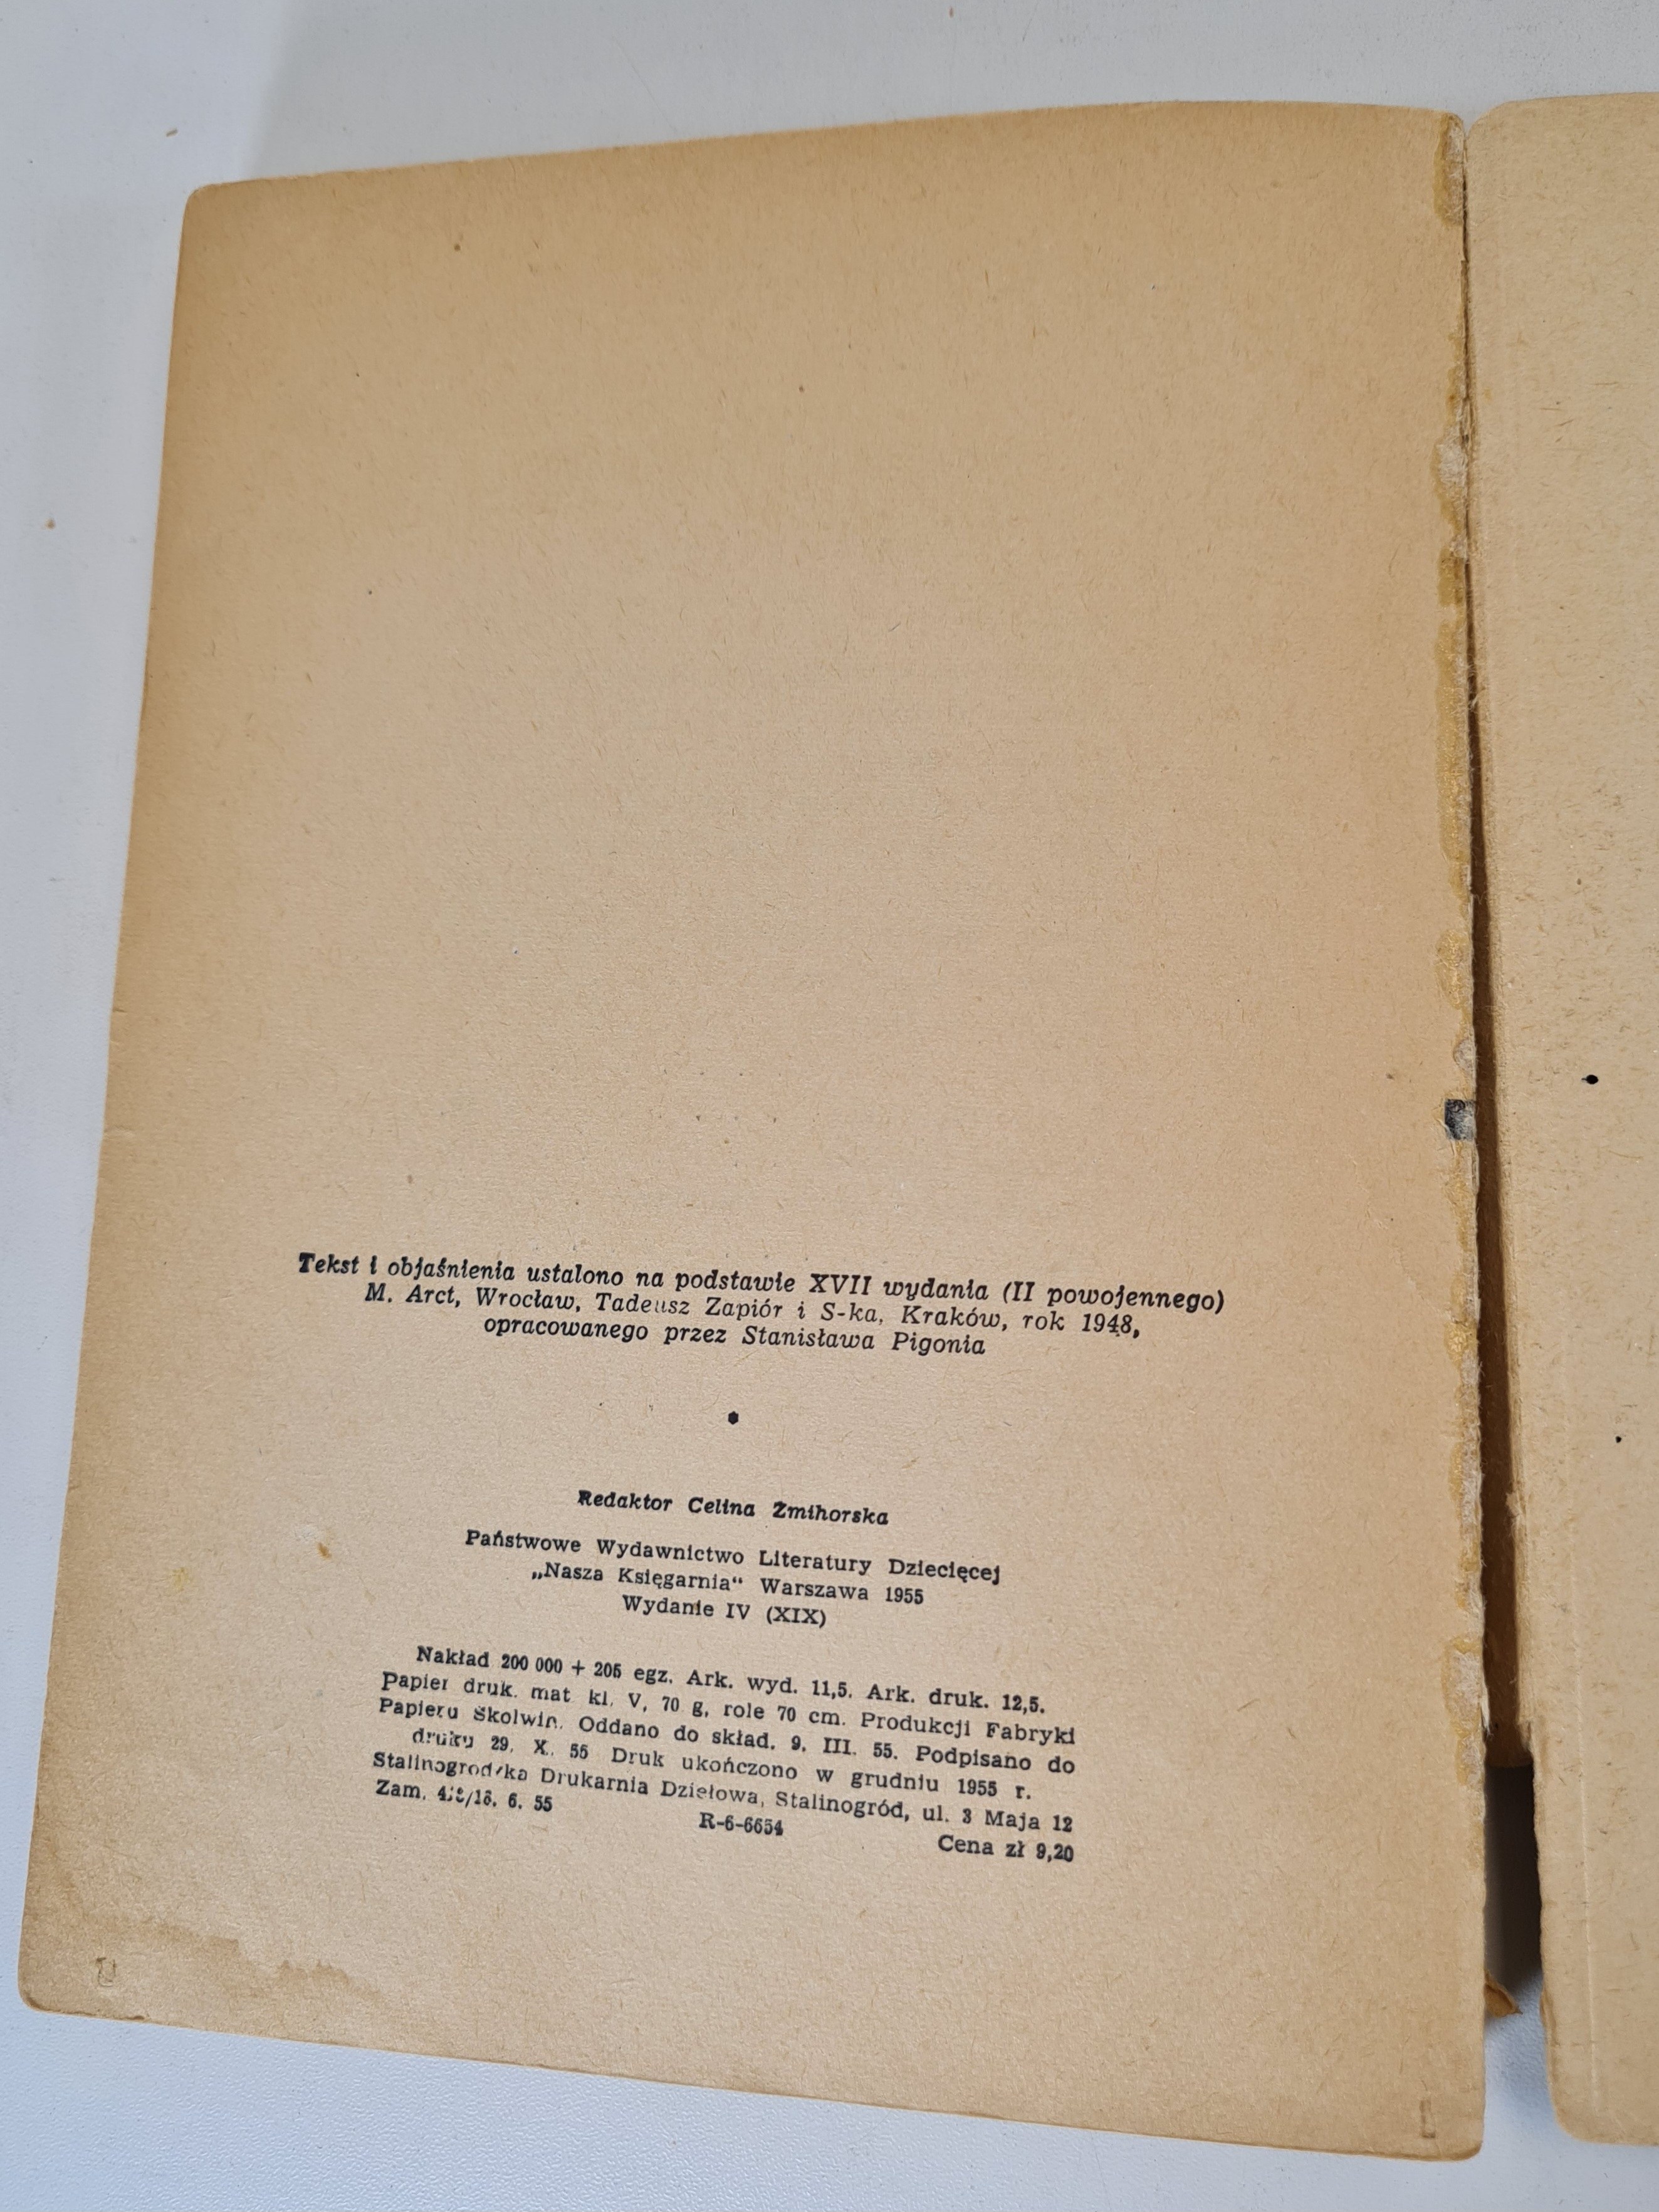 Tekst i objaśnienia ustalono na podstawie XVII wydania (II powojennego)
M. Arct, Wrocław, Tadeusz Zapiór i S-ka, Kraków, rok 1948,
opracowanego przez Stanisława Pigonia
Redaktor Celina Żmihorska
Państwowe Wydawnictwo Literatury Dziecięcej
„Nasza Księgarnia“ Warszawa 1955
Wydanie IV (XIX)
Nakład 200 000 + 205 egz. Ark. wyd. 11,5. Ark. druk. 12,5.
Papier druk. mat kl. V, 70 g, role 70 cm. Produkcji Fabryki
Papieru Skolwin. Oddano do skład. 9. III. 55. Podpisano do
druku 29. X. 55 Druk ukończono w grudniu 1955 r.
Stalinogrodzka Drukarnia Dziełowa, Stalinogród, ul. 3 Maja 12
Zam. 6. 55 R-6-6654 Cena zł 9,20